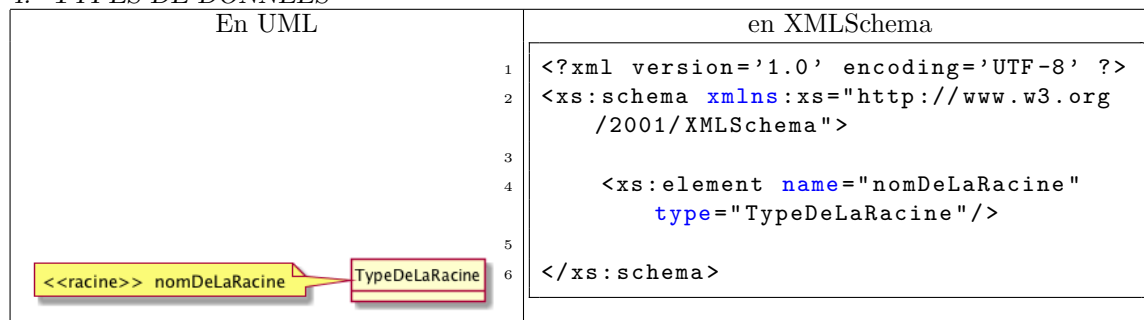 4. TYPES DE DONNÉES
En UML
en XMLSchema
<<racine>> nomDeLaRacine
TypeDeLaRacine
1 <?xml version='1.0' encoding='UTF-8' ?>
2 <xs:schema xmlns:xs="http://www.w3.org
/2001/XMLSchema">
3
4 <xs:element name="nomDeLaRacine"
type="TypeDeLaRacine"/>
5
6 </xs:schema>